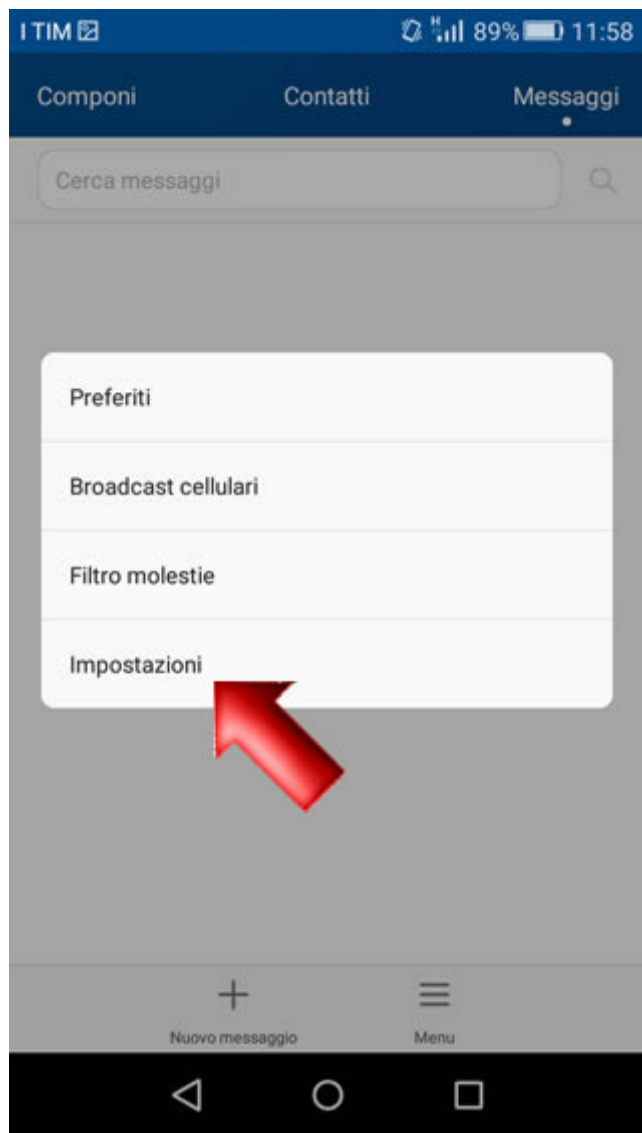 I TIM 89% 11:58
Componi Contatti Messaggi
Cerca messaggi
Preferiti
Broadcast cellulari
Filtro molestie
Impostazioni
Nuovo messaggio Menu